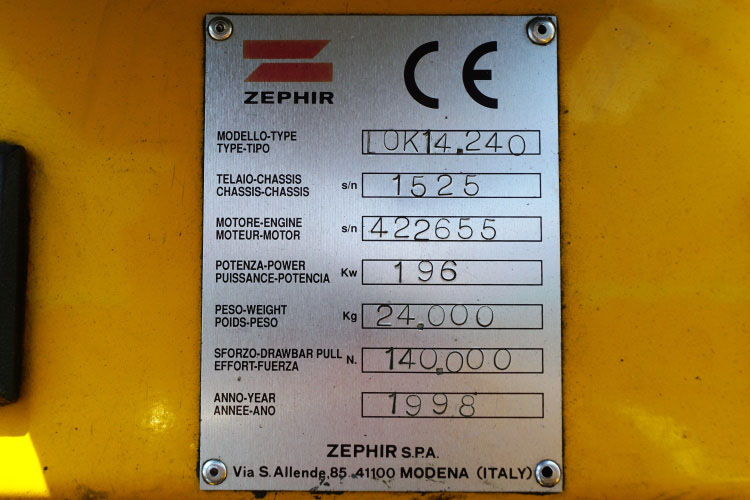 ZEPHIR
CE
MODELLO-TYPE
TYPE-TIPO
LOK14.240
TELAIO-CHASSIS
CHASSIS-CHASSIS
s/n 1525
MOTORE-ENGINE
MOTEUR-MOTOR
s/n 422655
POTENZA-POWER
PUISSANCE-POTENCIA
Kw 196
PESO-WEIGHT
POIDS-PESO
Kg 24.000
SFORZO-DRAWBAR PULL
EFFORT-FUERZA
N. 140.000
ANNO-YEAR
ANNEE-ANO
1998
ZEPHIR S.P.A.
Via S. Allende, 85 41100 MODENA (ITALY)